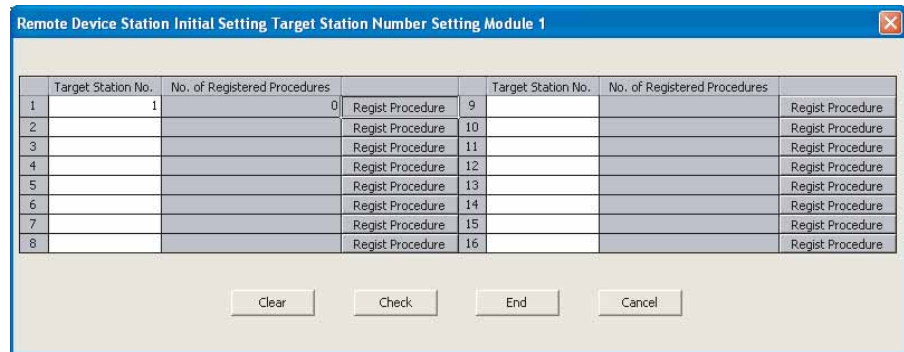 Remote Device Station Initial Setting Target Station Number Setting Module 1
Target Station No. No. of Registered Procedures Target Station No. No. of Registered Procedures
1 1 0 Regist Procedure 9 Regist Procedure
2 Regist Procedure 10 Regist Procedure
3 Regist Procedure 11 Regist Procedure
4 Regist Procedure 12 Regist Procedure
5 Regist Procedure 13 Regist Procedure
6 Regist Procedure 14 Regist Procedure
7 Regist Procedure 15 Regist Procedure
8 Regist Procedure 16 Regist Procedure
Clear Check End Cancel